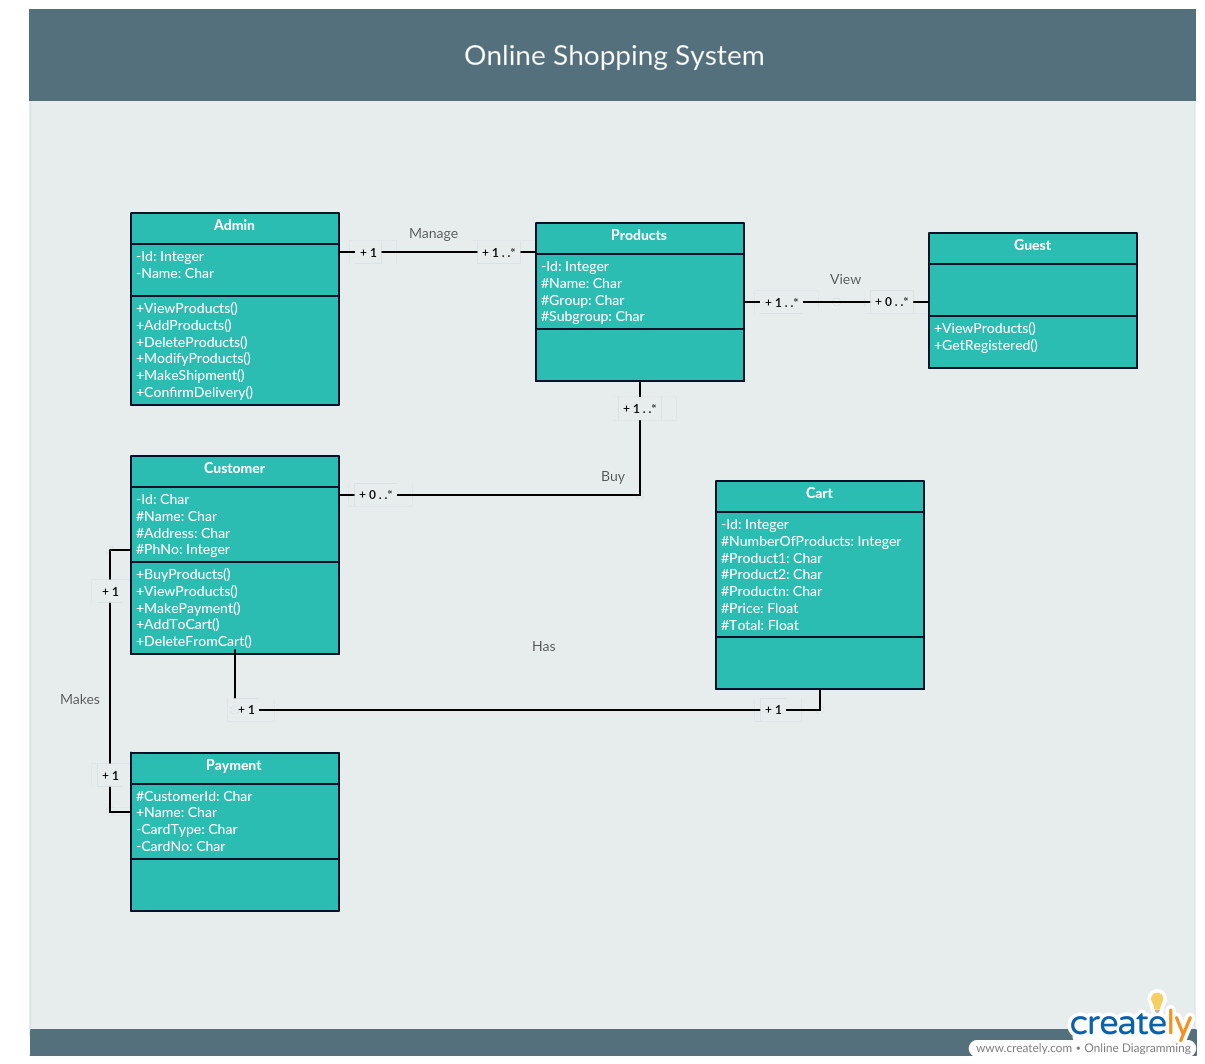 Online Shopping System
Admin
-Id: Integer
-Name: Char
+ViewProducts()
+AddProducts()
+DeleteProducts()
+ModifyProducts()
+MakeShipment()
+ConfirmDelivery()
+ 1
Manage
+ 1 . . *
Products
-Id: Integer
#Name: Char
#Group: Char
#Subgroup: Char
+ 1 . . *
View
+ 0 . . *
Guest
+ViewProducts()
+GetRegistered()
+ 1 . . *
Buy
+ 0 . . *
Customer
-Id: Char
#Name: Char
#Address: Char
#PhNo: Integer
+BuyProducts()
+ViewProducts()
+MakePayment()
+AddToCart()
+DeleteFromCart()
Cart
-Id: Integer
#NumberOfProducts: Integer
#Product1: Char
#Product2: Char
#Productn: Char
#Price: Float
#Total: Float
+ 1
Has
+ 1
+ 1
Makes
+ 1
Payment
#CustomerId: Char
+Name: Char
-CardType: Char
-CardNo: Char
creately
www.creately.com • Online Diagramming